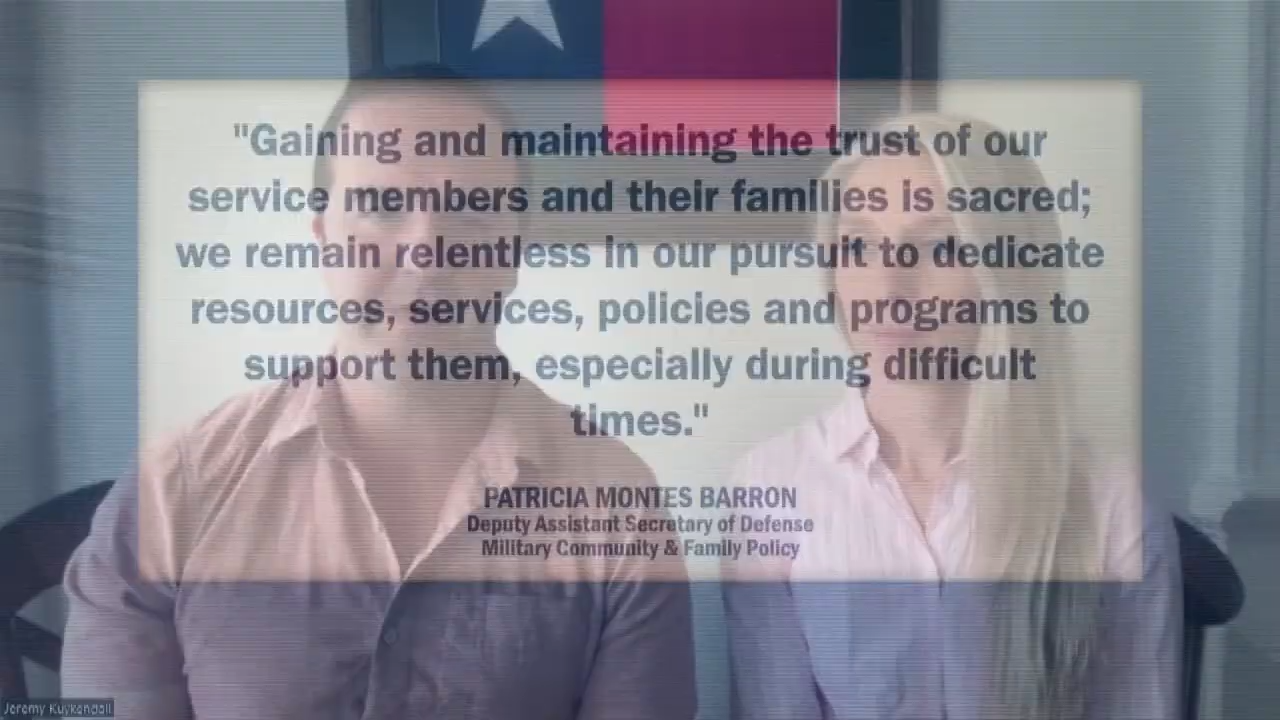 "Gaining and maintaining the trust of our
service members and their families is sacred;
we remain relentless in our pursuit to dedicate
resources, services, policies and programs to
support them, especially during difficult
times."
PATRICIA MONTES BARRON
Deputy Assistant Secretary of Defense
Military Community & Family Policy
Jeremy Kuykendall